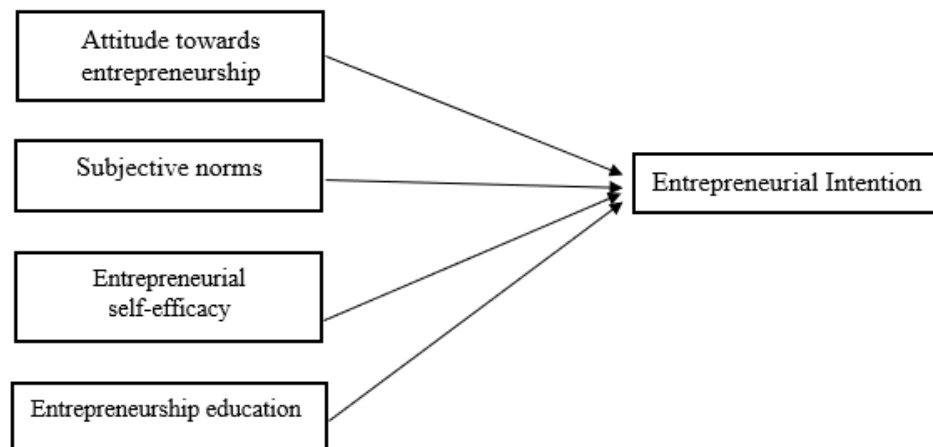 Attitude towards
entrepreneurship
Subjective norms
Entrepreneurial Intention
Entrepreneurial
self-efficacy
Entrepreneurship education